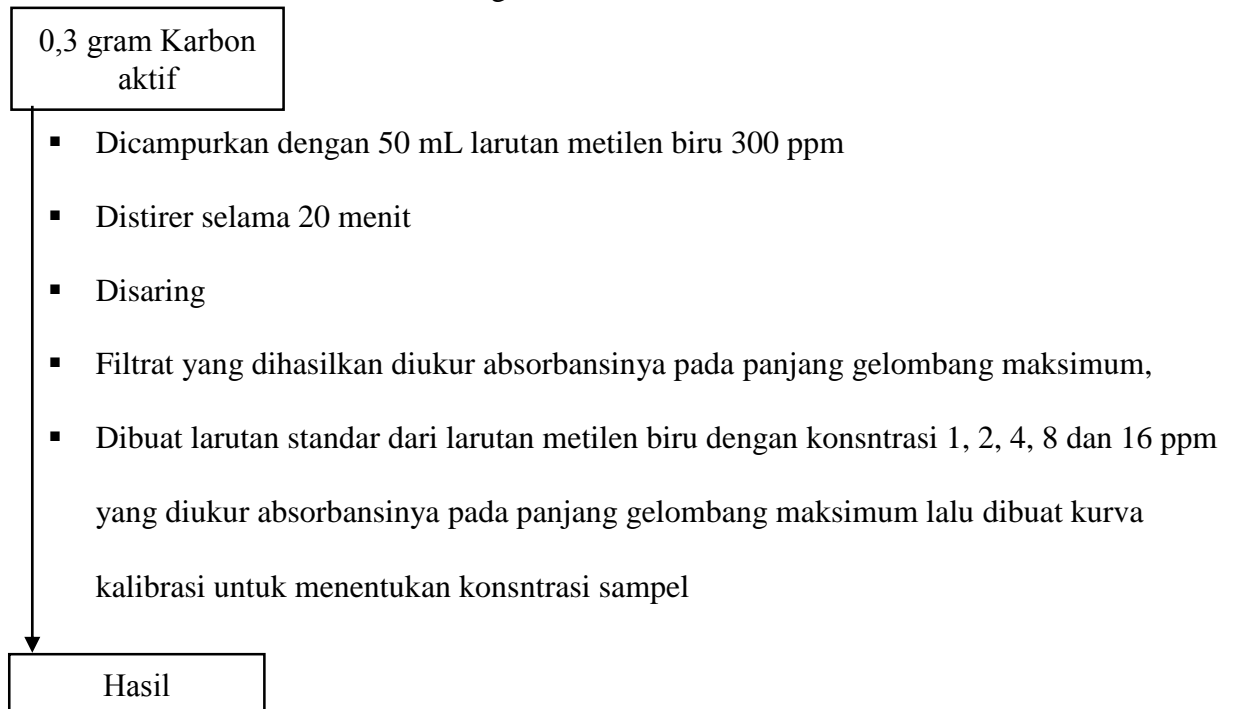 0,3 gram Karbon
aktif
▪ Dicampurkan dengan 50 mL larutan metilen biru 300 ppm
▪ Distirer selama 20 menit
▪ Disaring
▪ Filtrat yang dihasilkan diukur absorbansinya pada panjang gelombang maksimum,
▪ Dibuat larutan standar dari larutan metilen biru dengan konsntrasi 1, 2, 4, 8 dan 16 ppm
yang diukur absorbansinya pada panjang gelombang maksimum lalu dibuat kurva
kalibrasi untuk menentukan konsntrasi sampel
Hasil